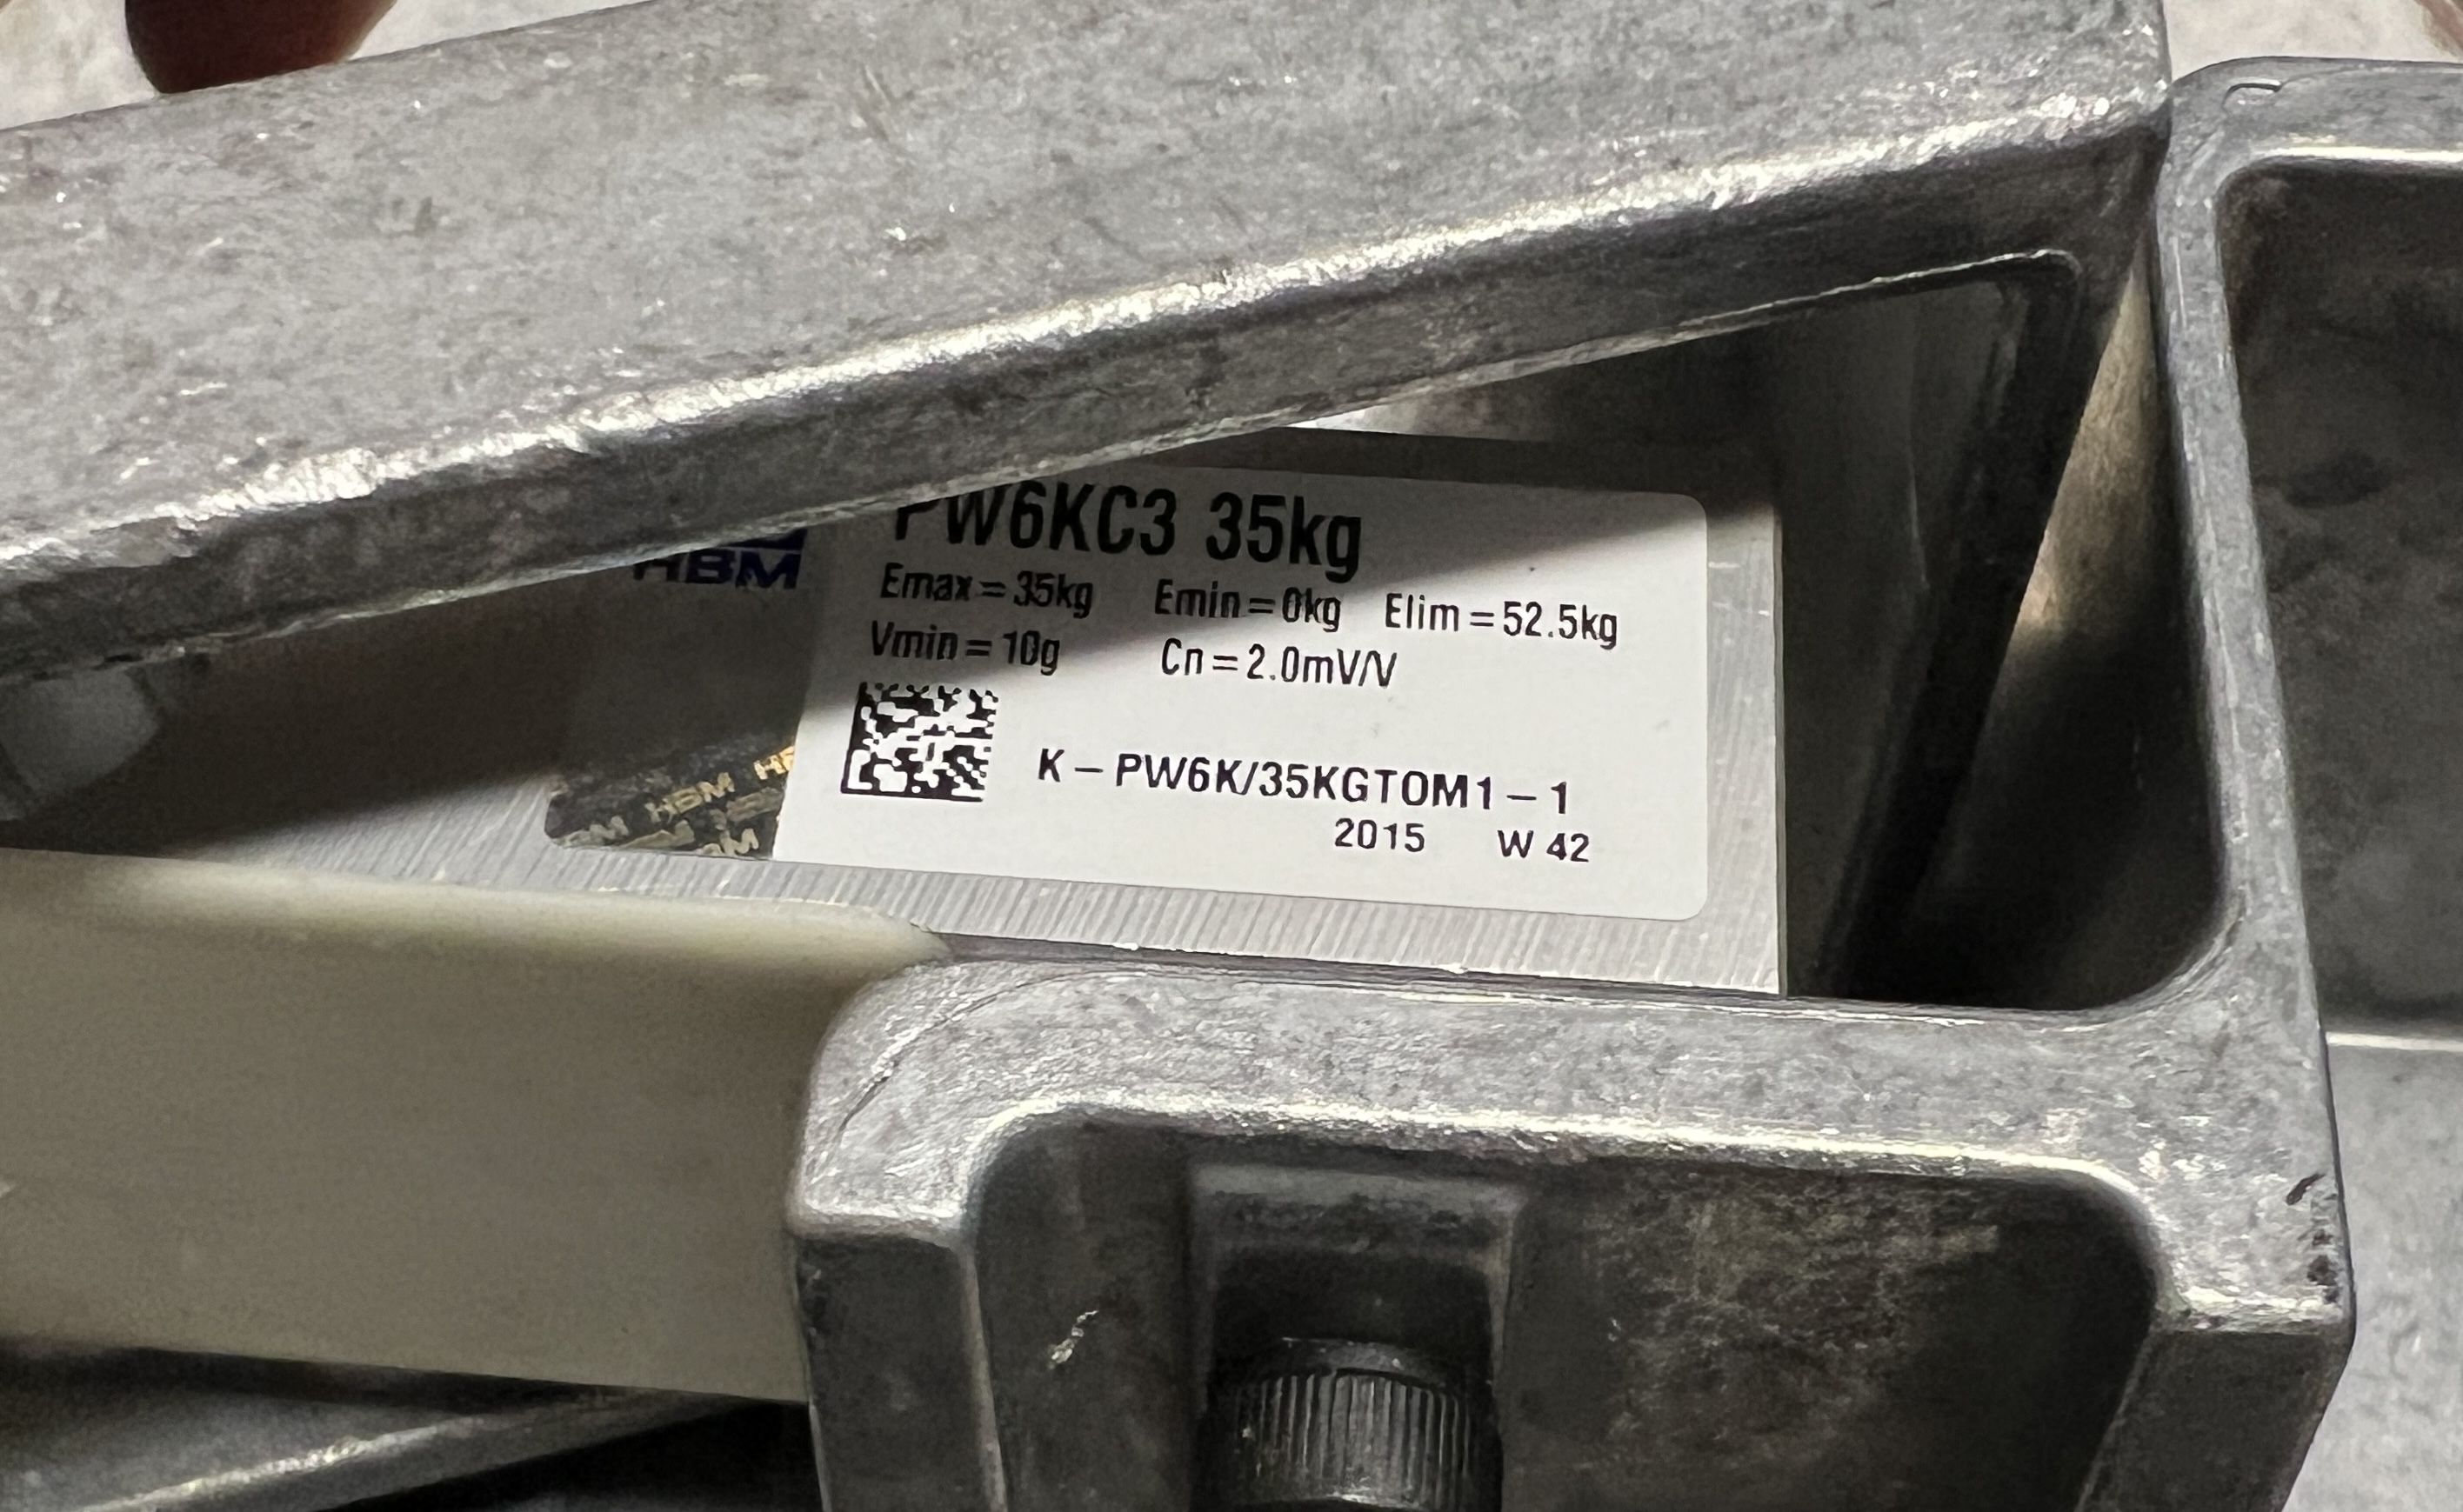 PW6KC3 35kg
HBM
Emax = 35kg Emin = 0kg Elim = 52.5kg
Vmin = 10g Cn = 2.0mV/V
K – PW6K/35KGTOM1 – 1
2015 W 42
HBM